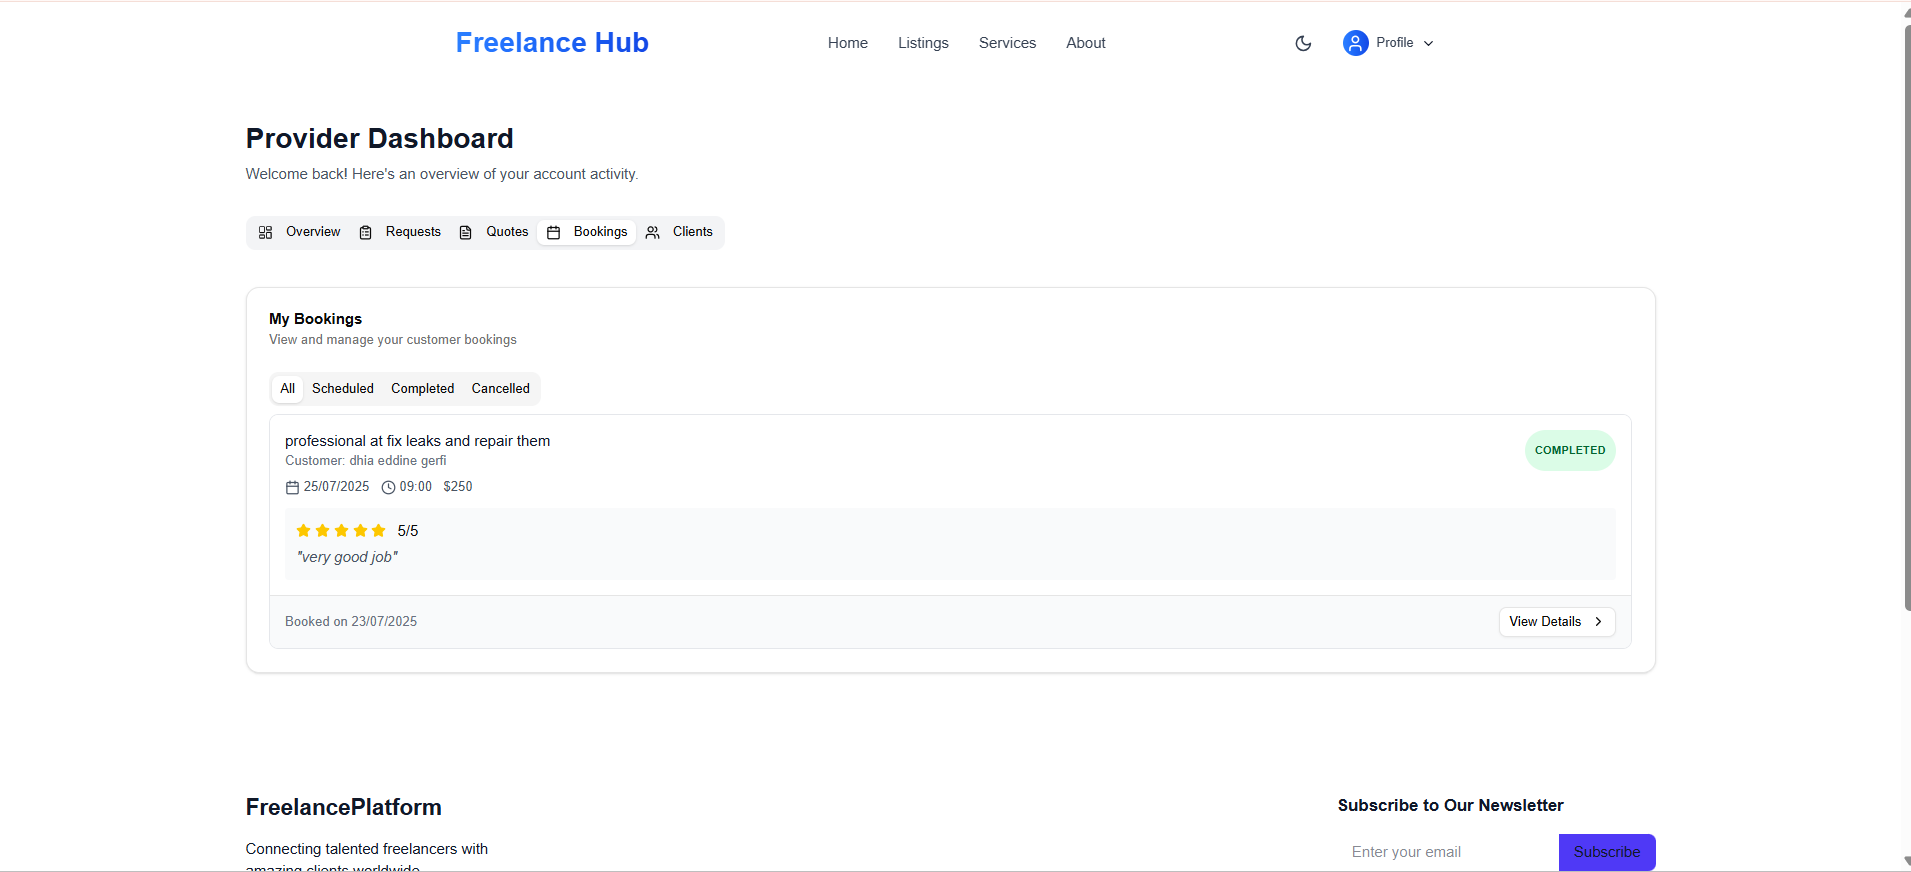 Freelance Hub
Home Listings Services About
Profile
Provider Dashboard
Welcome back! Here's an overview of your account activity.
Overview Requests Quotes Bookings Clients
My Bookings
View and manage your customer bookings
All Scheduled Completed Cancelled
professional at fix leaks and repair them
COMPLETED
Customer: dhia eddine gerfi
25/07/2025 09:00 $250
5/5
"very good job"
Booked on 23/07/2025
View Details
FreelancePlatform
Connecting talented freelancers with
amazing clients worldwide
Subscribe to Our Newsletter
Enter your email
Subscribe